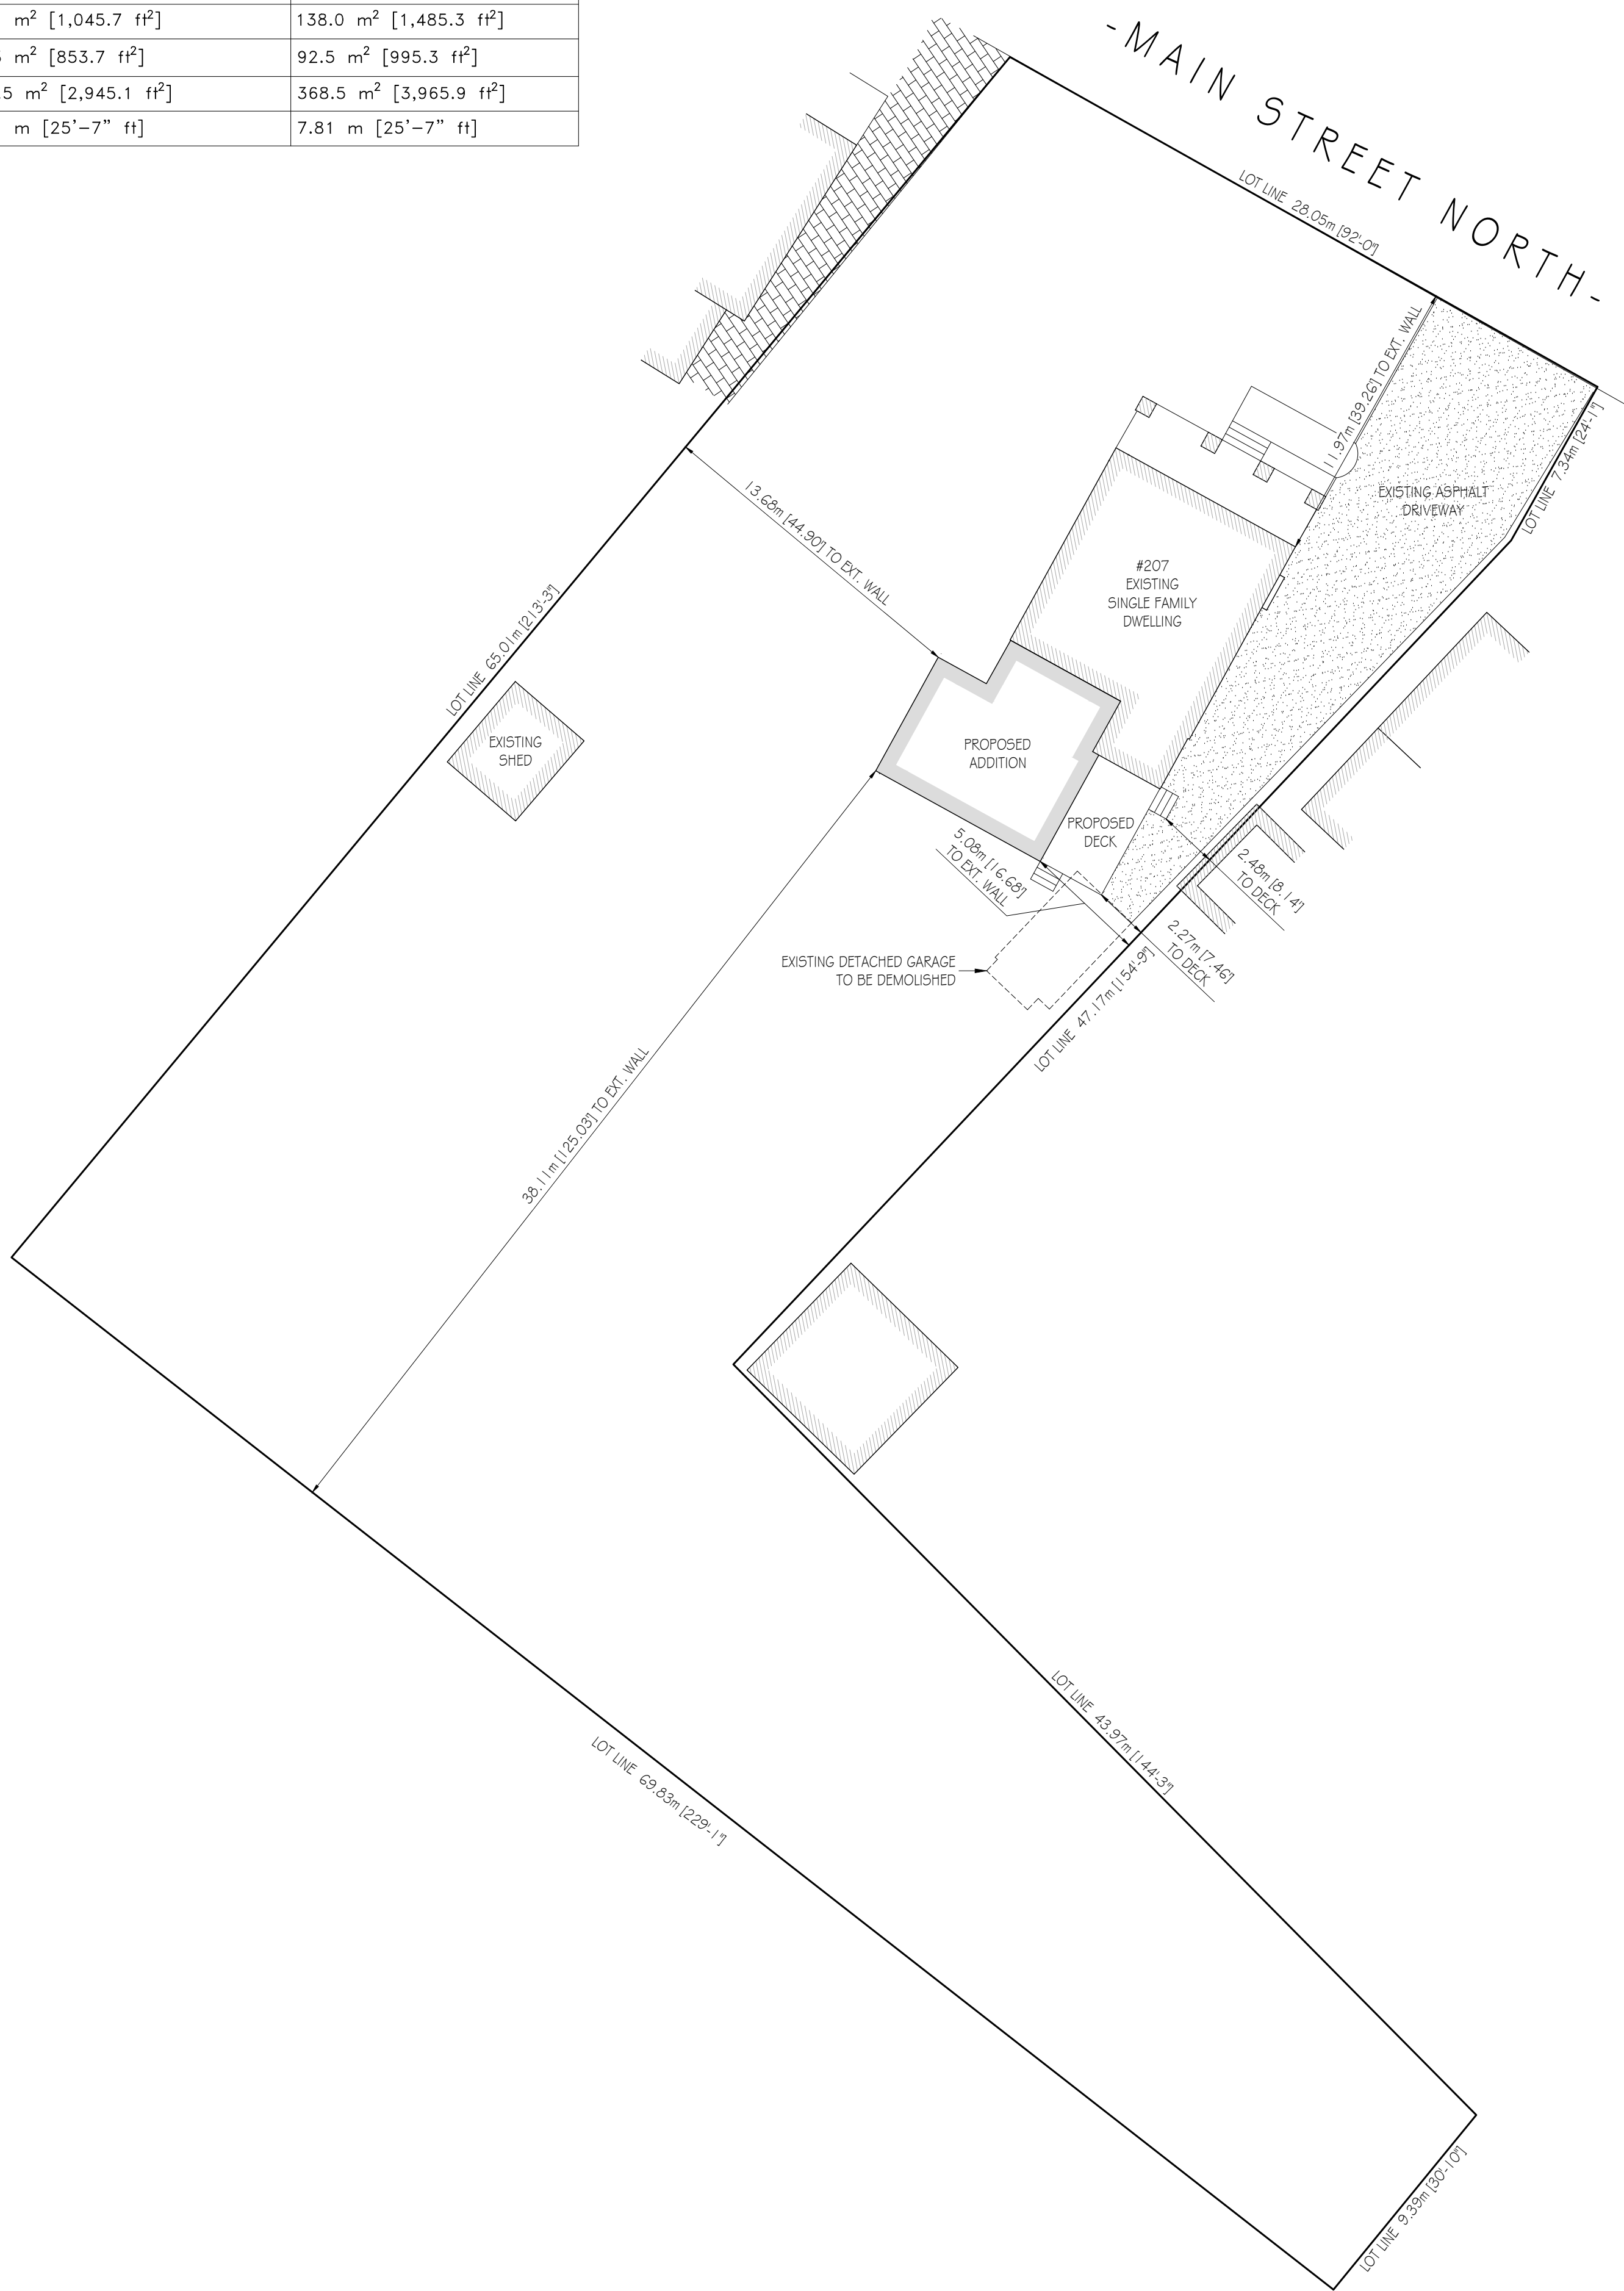 m² [1,045.7 ft²] 138.0 m² [1,485.3 ft²]
m² [853.7 ft²] 92.5 m² [995.3 ft²]
.5 m² [2,945.1 ft²] 368.5 m² [3,965.9 ft²]
m [25'-7" ft] 7.81 m [25'-7" ft]
-MAIN STREET NORTH-
LOT LINE 28.05m [92'-0"]
11.97m [39.26'] TO EXT. WALL
LOT LINE 7.34m [24'-1"]
EXISTING ASPHALT
DRIVEWAY
13.68m [44.90'] TO EXT. WALL
#207
EXISTING
SINGLE FAMILY
DWELLING
LOT LINE 65.01m [213'-3"]
EXISTING
SHED
PROPOSED
ADDITION
PROPOSED
DECK
5.08m [16.68']
TO EXT. WALL
2.48m [8.14']
TO DECK
2.27m [7.46']
TO DECK
EXISTING DETACHED GARAGE
TO BE DEMOLISHED
LOT LINE 47.17m [154'-9"]
38.11m [125.03'] TO EXT. WALL
LOT LINE 43.97m [144'-3"]
LOT LINE 69.83m [229'-1"]
LOT LINE 9.39m [30'-10"]